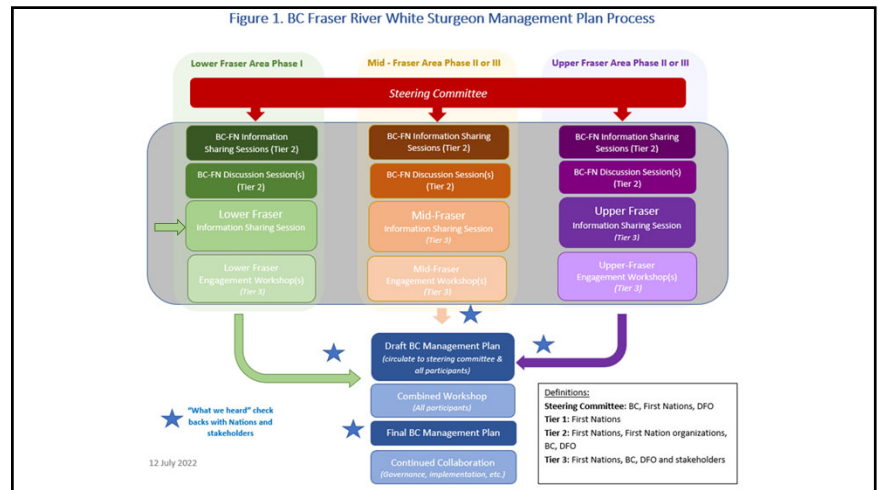 Figure 1. BC Fraser River White Sturgeon Management Plan Process
Lower Fraser Area Phase I
Mid - Fraser Area Phase II or III
Upper Fraser Area Phase II or III
Steering Committee
BC-FN Information
Sharing Sessions (Tier 2)
BC-FN Discussion Session(s)
(Tier 2)
Lower Fraser
Information Sharing Session
Lower Fraser
Engagement Workshop(s)
(Tier 3)
BC-FN Information Sharing
Sessions (Tier 2)
BC-FN Discussion Session(s)
(Tier 2)
Mid-Fraser
Information Sharing Session
(Tier 3)
Mid-Fraser
Engagement Workshop(s)
(Tier 3)
BC-FN Information Sharing
Sessions (Tier 2)
BC-FN Discussion Session(s)
(Tier 2)
Upper Fraser
Information Sharing Session
(Tier 3)
Upper-Fraser
Engagement Workshop(s)
(Tier 3)
Draft BC Management Plan
(circulate to steering committee &
all participants)
Combined Workshop
(All participants)
Final BC Management Plan
Continued Collaboration
(Governance, implementation, etc.)
"What we heard" check
backs with Nations and
stakeholders
12 July 2022
Definitions:
Steering Committee: BC, First Nations, DFO
Tier 1: First Nations
Tier 2: First Nations, First Nation organizations,
BC, DFO
Tier 3: First Nations, BC, DFO and stakeholders